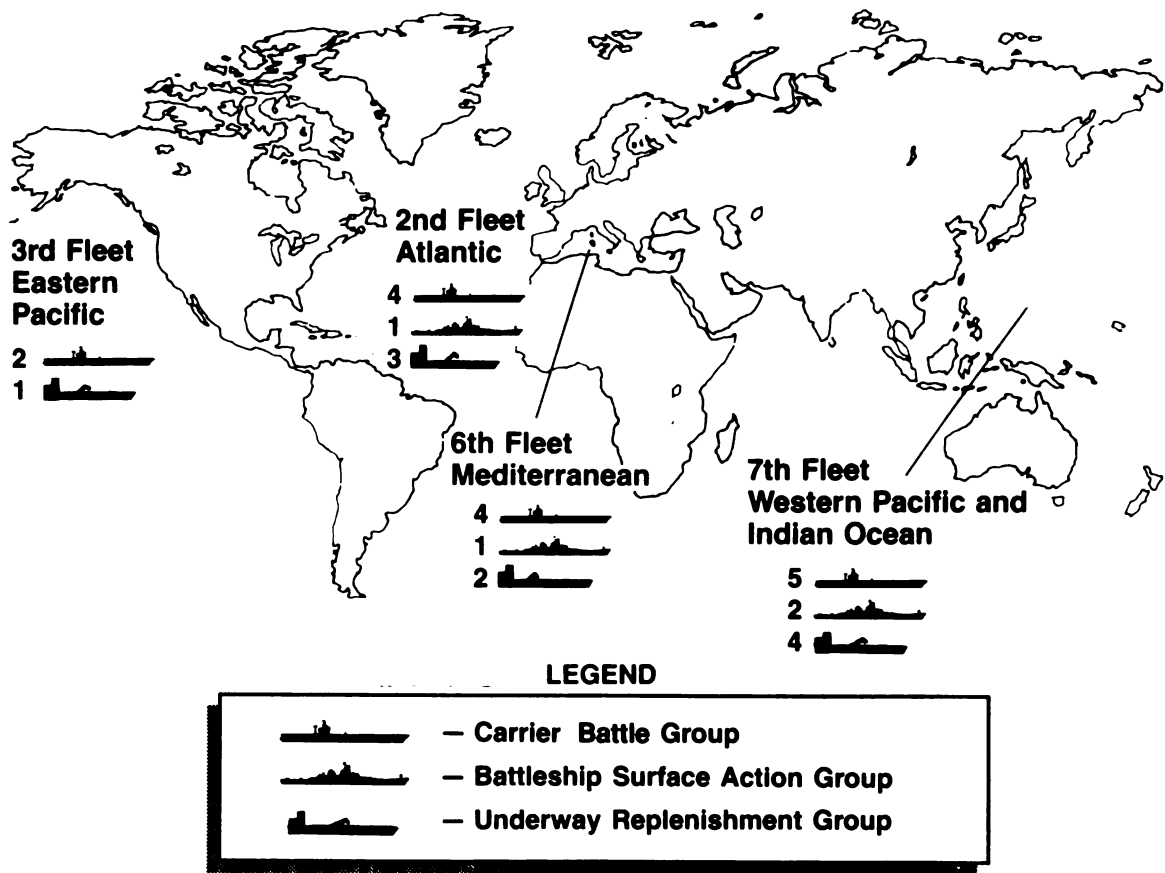 3rd Fleet
Eastern
Pacific
2
1
2nd Fleet
Atlantic
4
1
3
6th Fleet
Mediterranean
4
1
2
7th Fleet
Western Pacific and
Indian Ocean
5
2
4
LEGEND
— Carrier Battle Group
— Battleship Surface Action Group
— Underway Replenishment Group